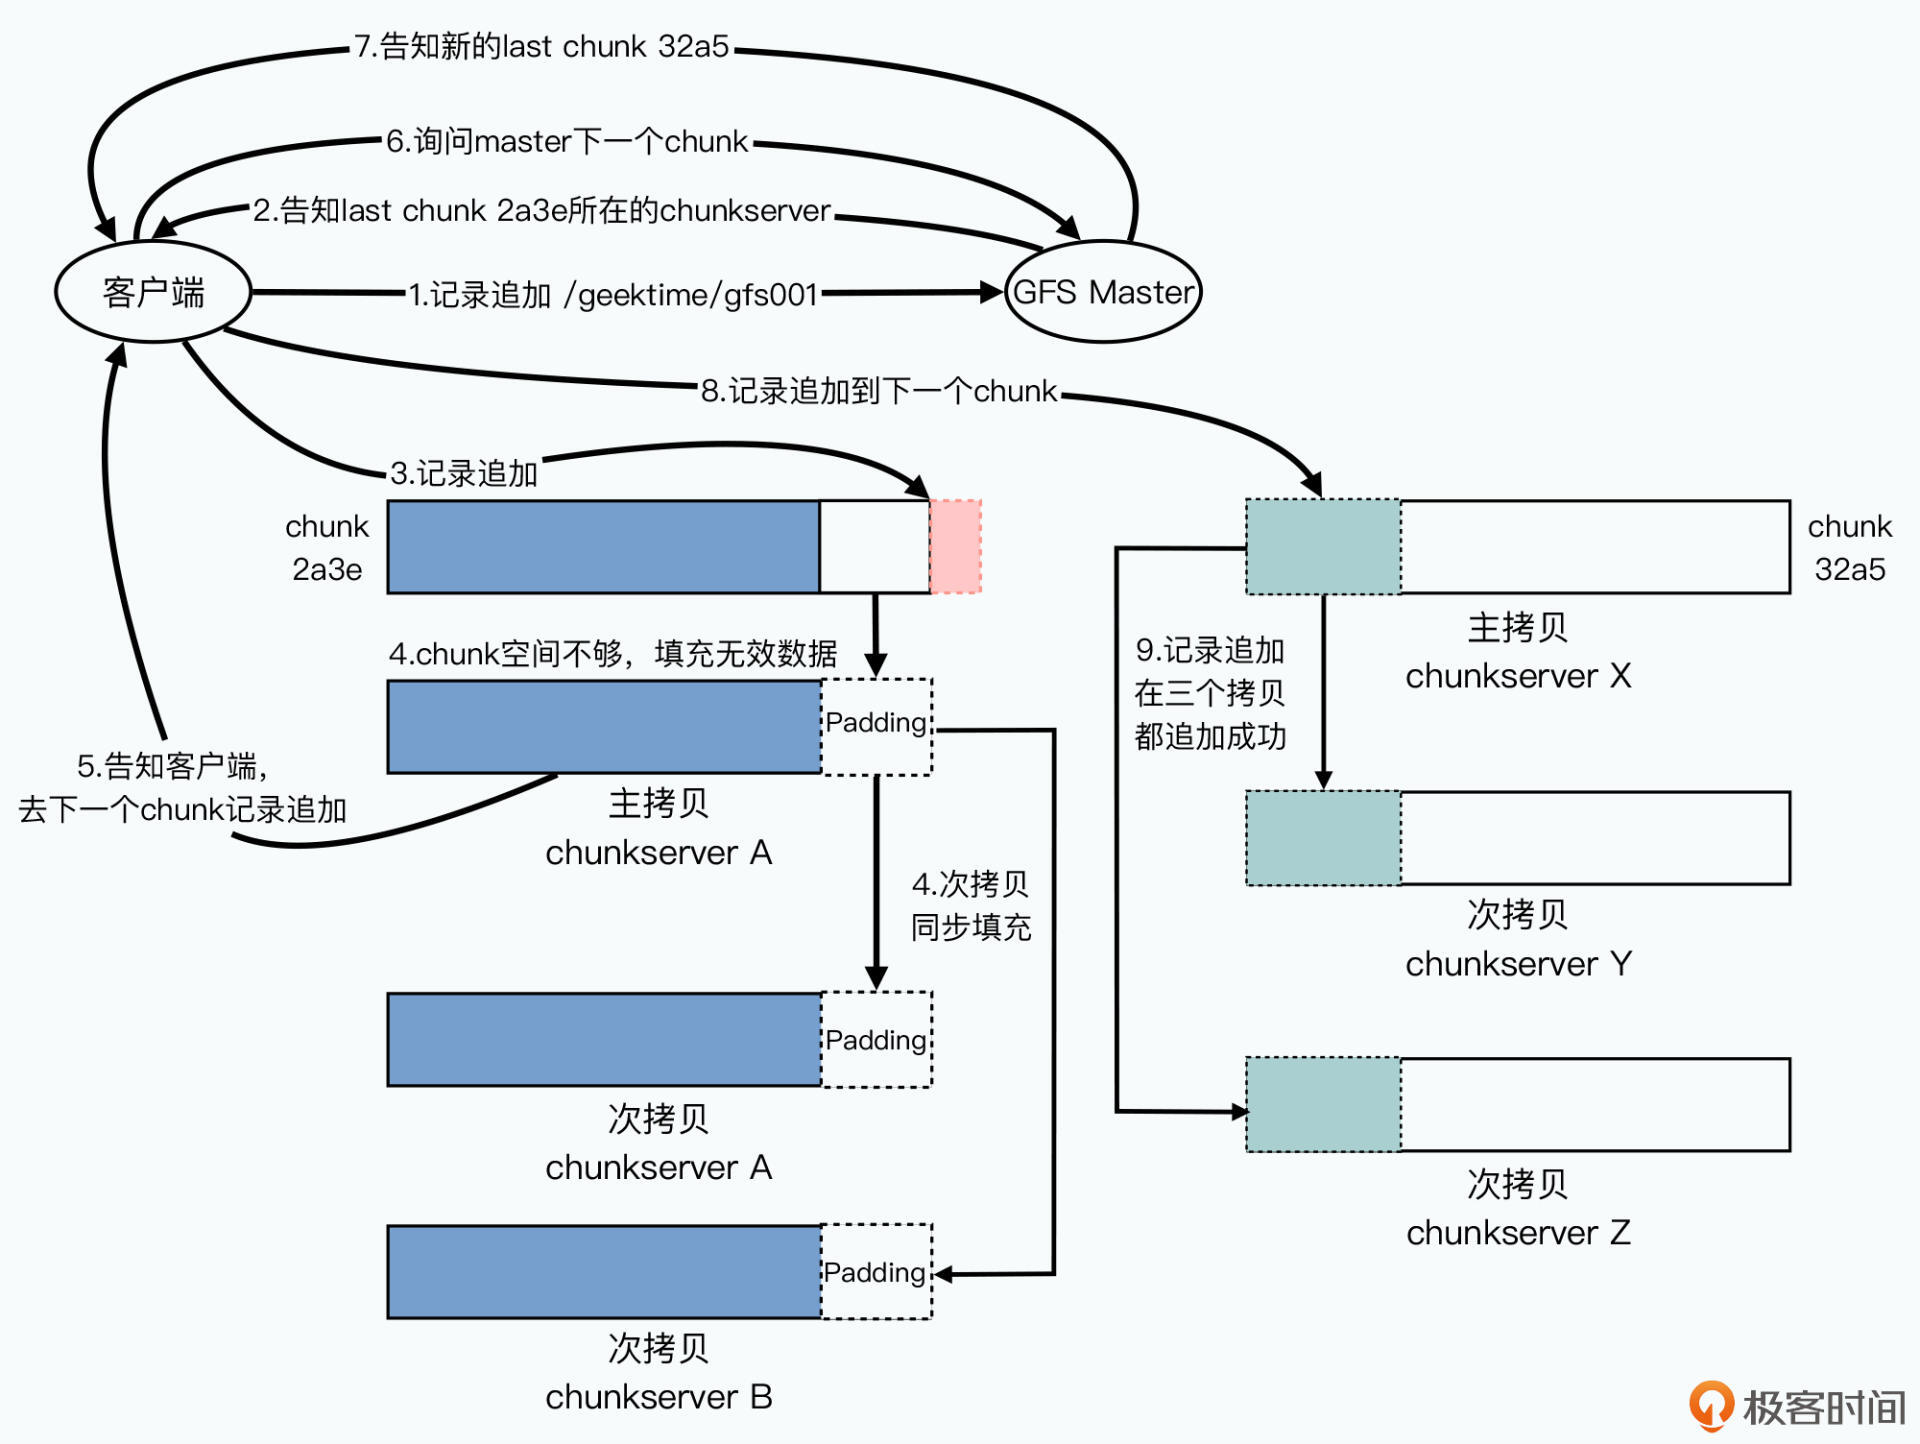 7.告知新的last chunk 32a5
6.询问master下一个chunk
2.告知last chunk 2a3e所在的chunkserver
客户端
1.记录追加 /geektime/gfs001
GFS Master
8.记录追加到下一个chunk
3.记录追加
chunk
2a3e
chunk
32a5
4.chunk空间不够，填充无效数据
Padding
主拷贝
chunkserver A
5.告知客户端，
去下一个chunk记录追加
4.次拷贝
同步填充
Padding
次拷贝
chunkserver A
Padding
次拷贝
chunkserver B
主拷贝
chunkserver X
9.记录追加
在三个拷贝
都追加成功
次拷贝
chunkserver Y
次拷贝
chunkserver Z
极客时间